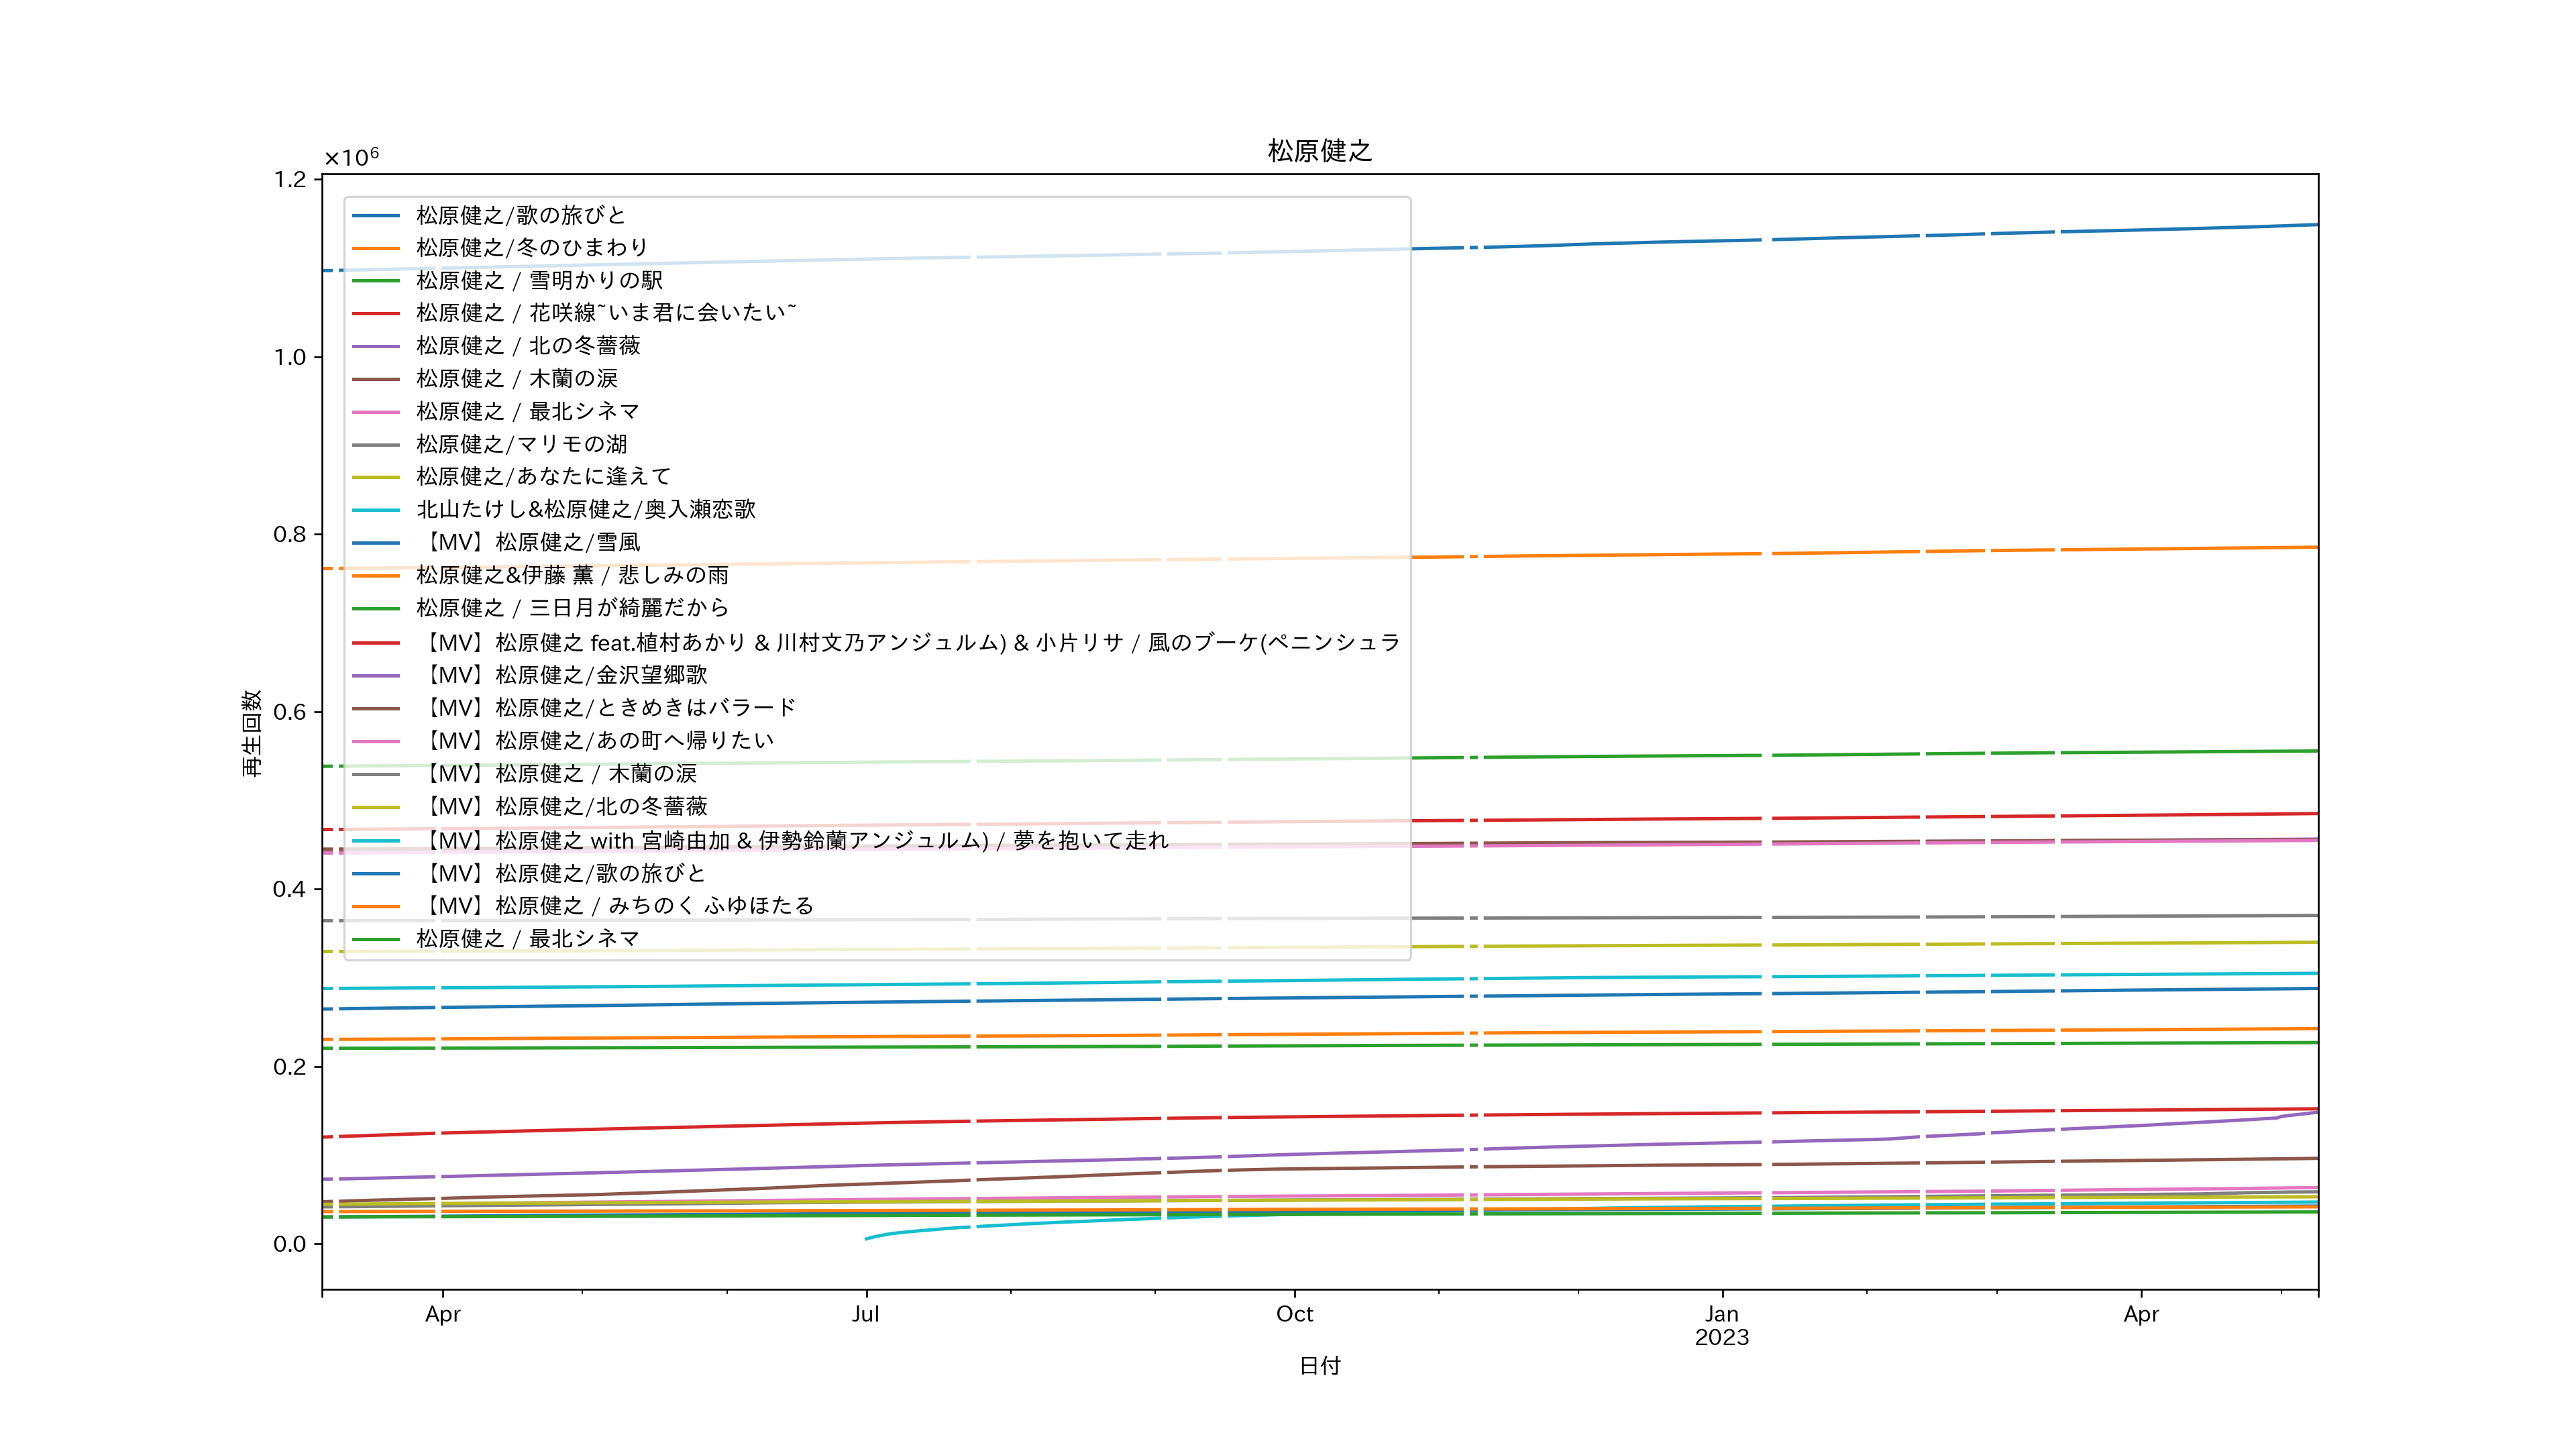 松原健之
×10⁶
1.2
1.0
0.8
0.6
0.4
0.2
0.0
再生回数
松原健之/歌の旅びと
松原健之/冬のひまわり
松原健之 / 雪明かりの駅
松原健之 / 花咲線~いま君に会いたい~
松原健之 / 北の冬薔薇
松原健之 / 木蘭の涙
松原健之 / 最北シネマ
松原健之/マリモの湖
松原健之/あなたに逢えて
北山たけし&松原健之/奥入瀬恋歌
【MV】松原健之/雪風
松原健之&伊藤 薫 / 悲しみの雨
松原健之 / 三日月が綺麗だから
【MV】松原健之 feat.植村あかり & 川村文乃アンジュルム) & 小片リサ / 風のブーケ(ペニンシュラ
【MV】松原健之/金沢望郷歌
【MV】松原健之/ときめきはバラード
【MV】松原健之/あの町へ帰りたい
【MV】松原健之 / 木蘭の涙
【MV】松原健之/北の冬薔薇
【MV】松原健之 with 宮崎由加 & 伊勢鈴蘭アンジュルム) / 夢を抱いて走れ
【MV】松原健之/歌の旅びと
【MV】松原健之 / みちのく ふゆほたる
松原健之 / 最北シネマ
Apr Jul Oct Jan Apr
2023
日付